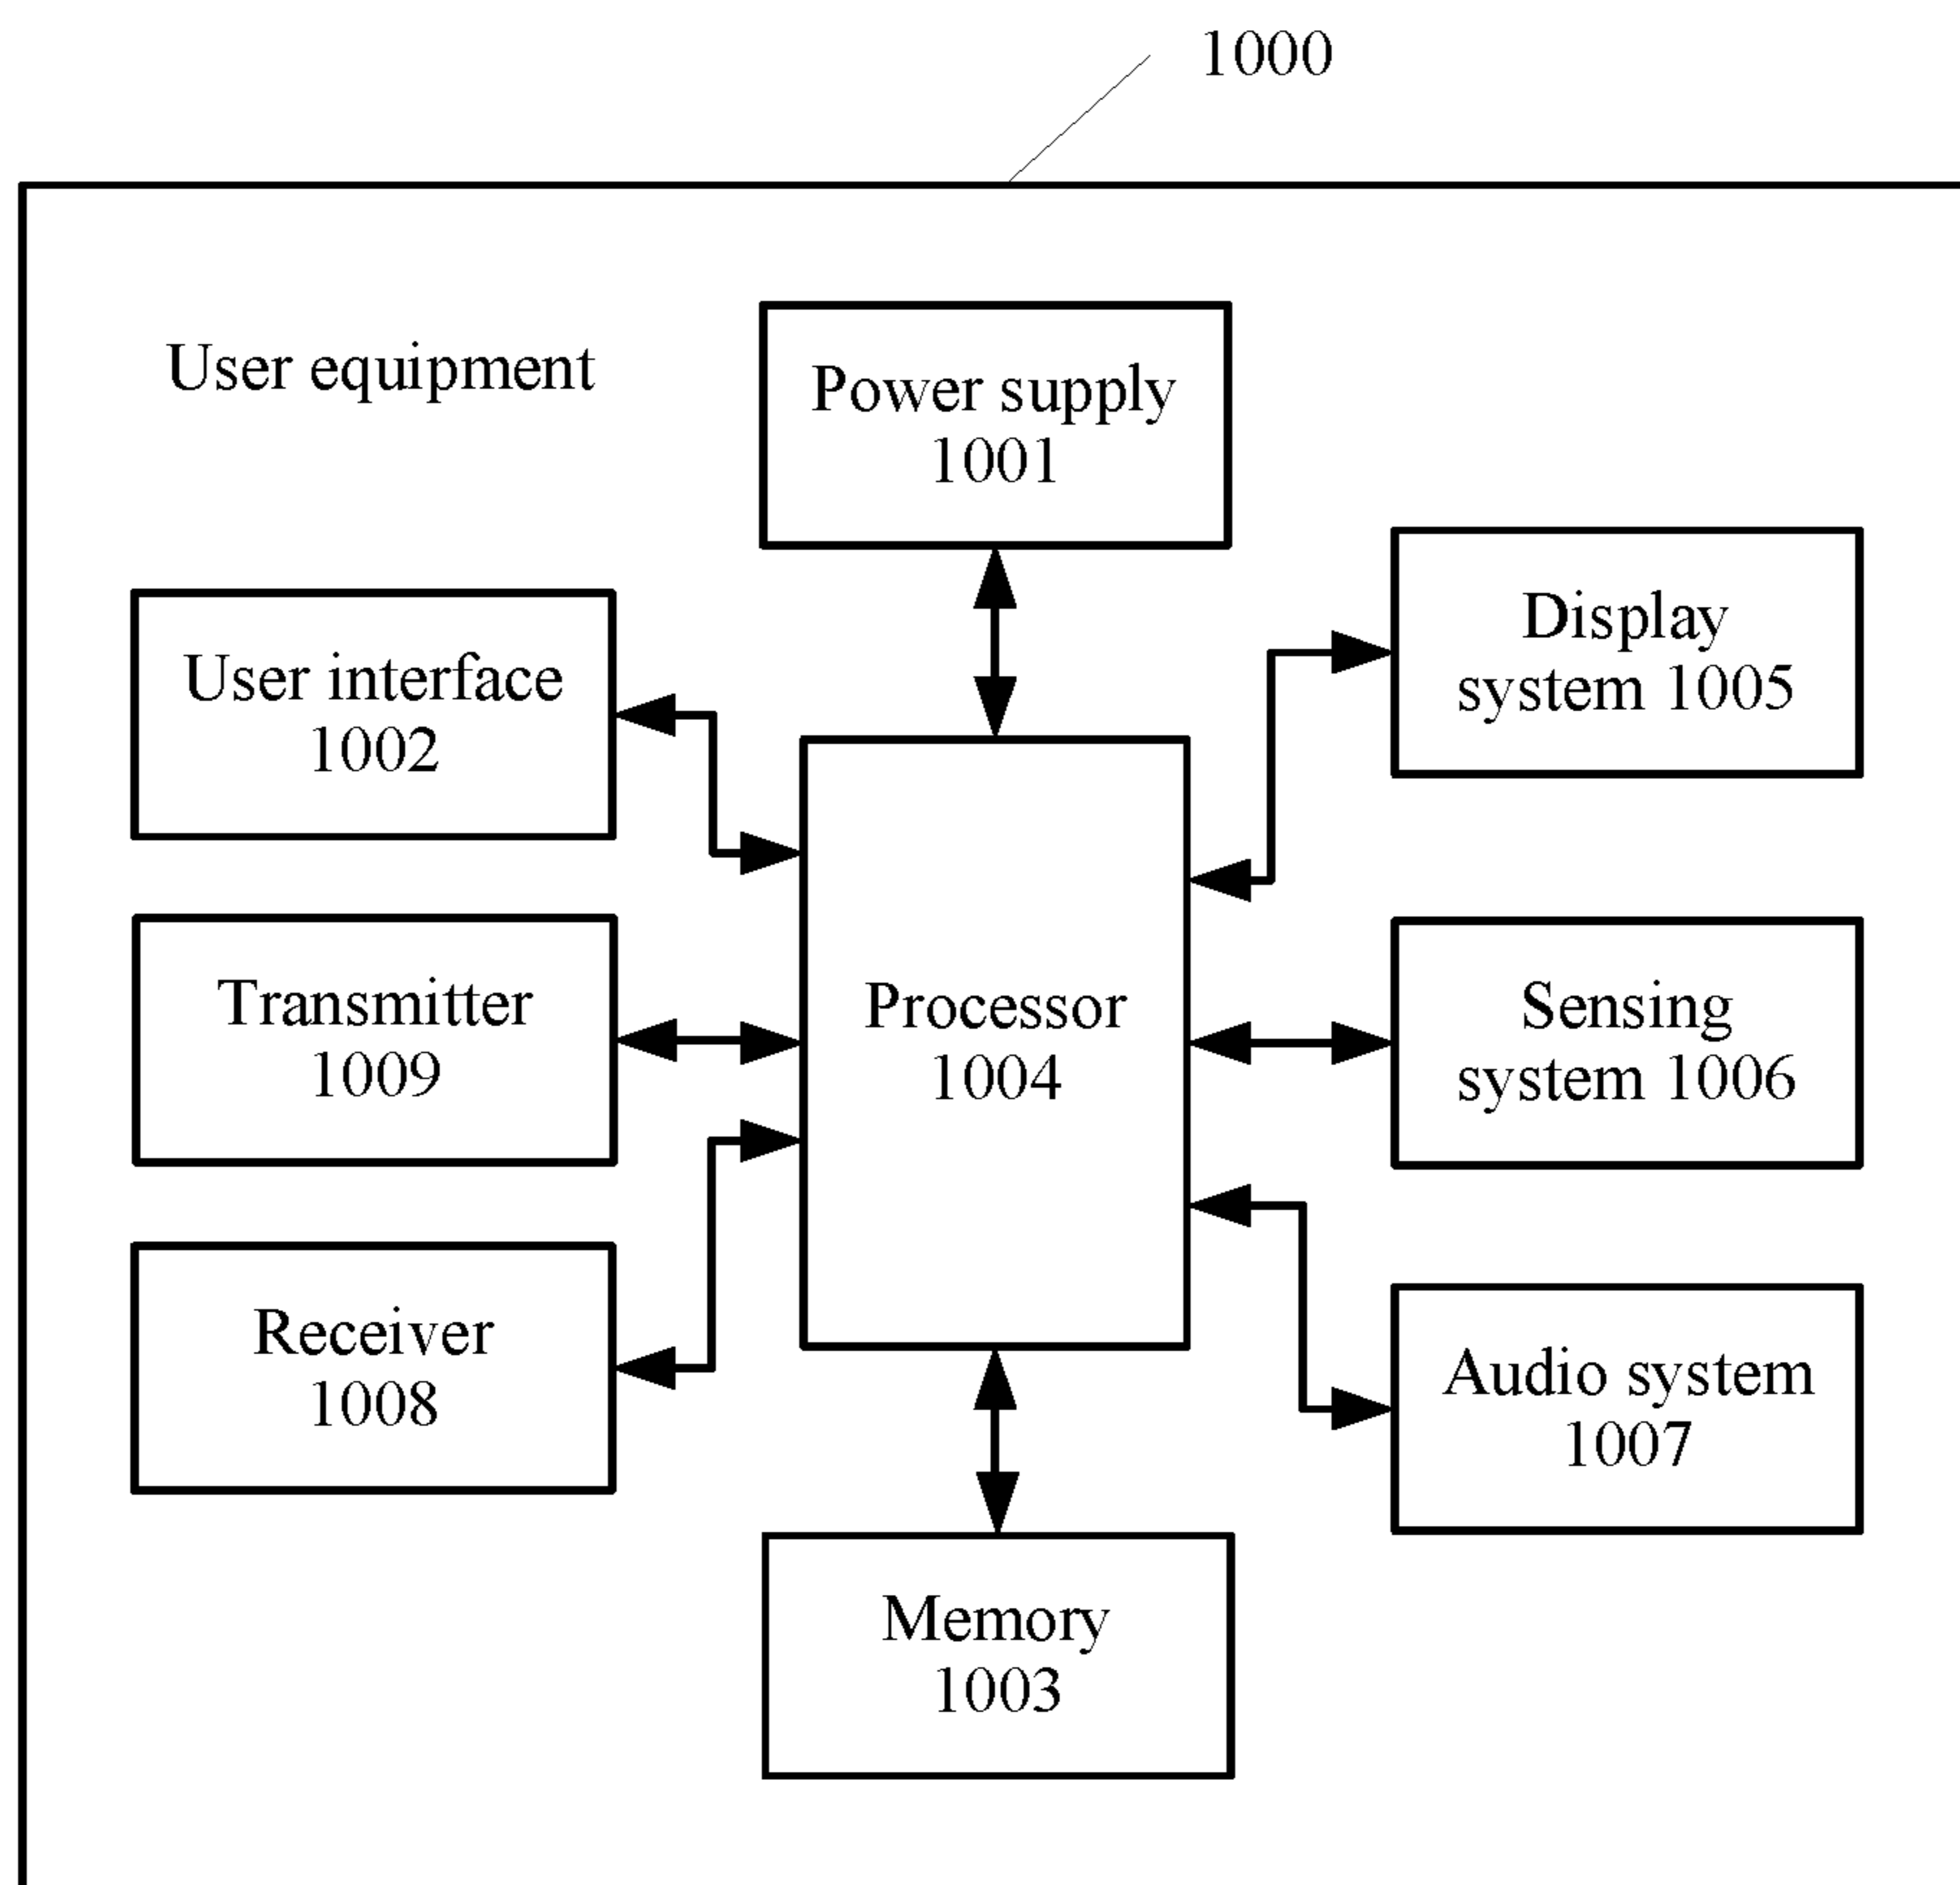 1000
User equipment
Power supply
1001
User interface
1002
Display
system 1005
Transmitter
1009
Processor
1004
Sensing
system 1006
Receiver
1008
Audio system
1007
Memory
1003